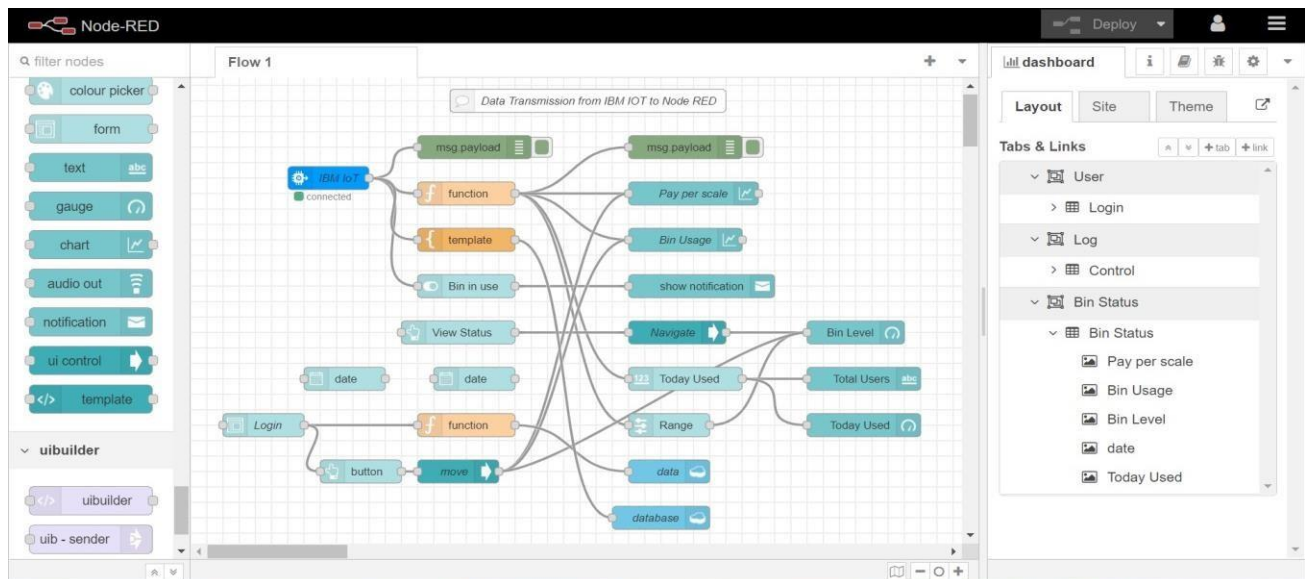 Node-RED
Deploy
filter nodes
colour picker
form
text
abc
gauge
chart
audio out
notification
ui control
</> template
uibuilder
</> uibuilder
uib - sender
Flow 1
Data Transmission from IBM IOT to Node RED
msg.payload
msg.payload
IBM IoT
connected
function
Pay per scale
template
Bin Usage
Bin in use
show notification
View Status
Navigate
Bin Level
date
date
123 Today Used
Total Users abc
Login
function
Range
Today Used
button
move
data
database
dashboard
i
Layout
Site
Theme
Tabs & Links
+ tab
+ link
User
Login
Log
Control
Bin Status
Bin Status
Pay per scale
Bin Usage
Bin Level
date
Today Used